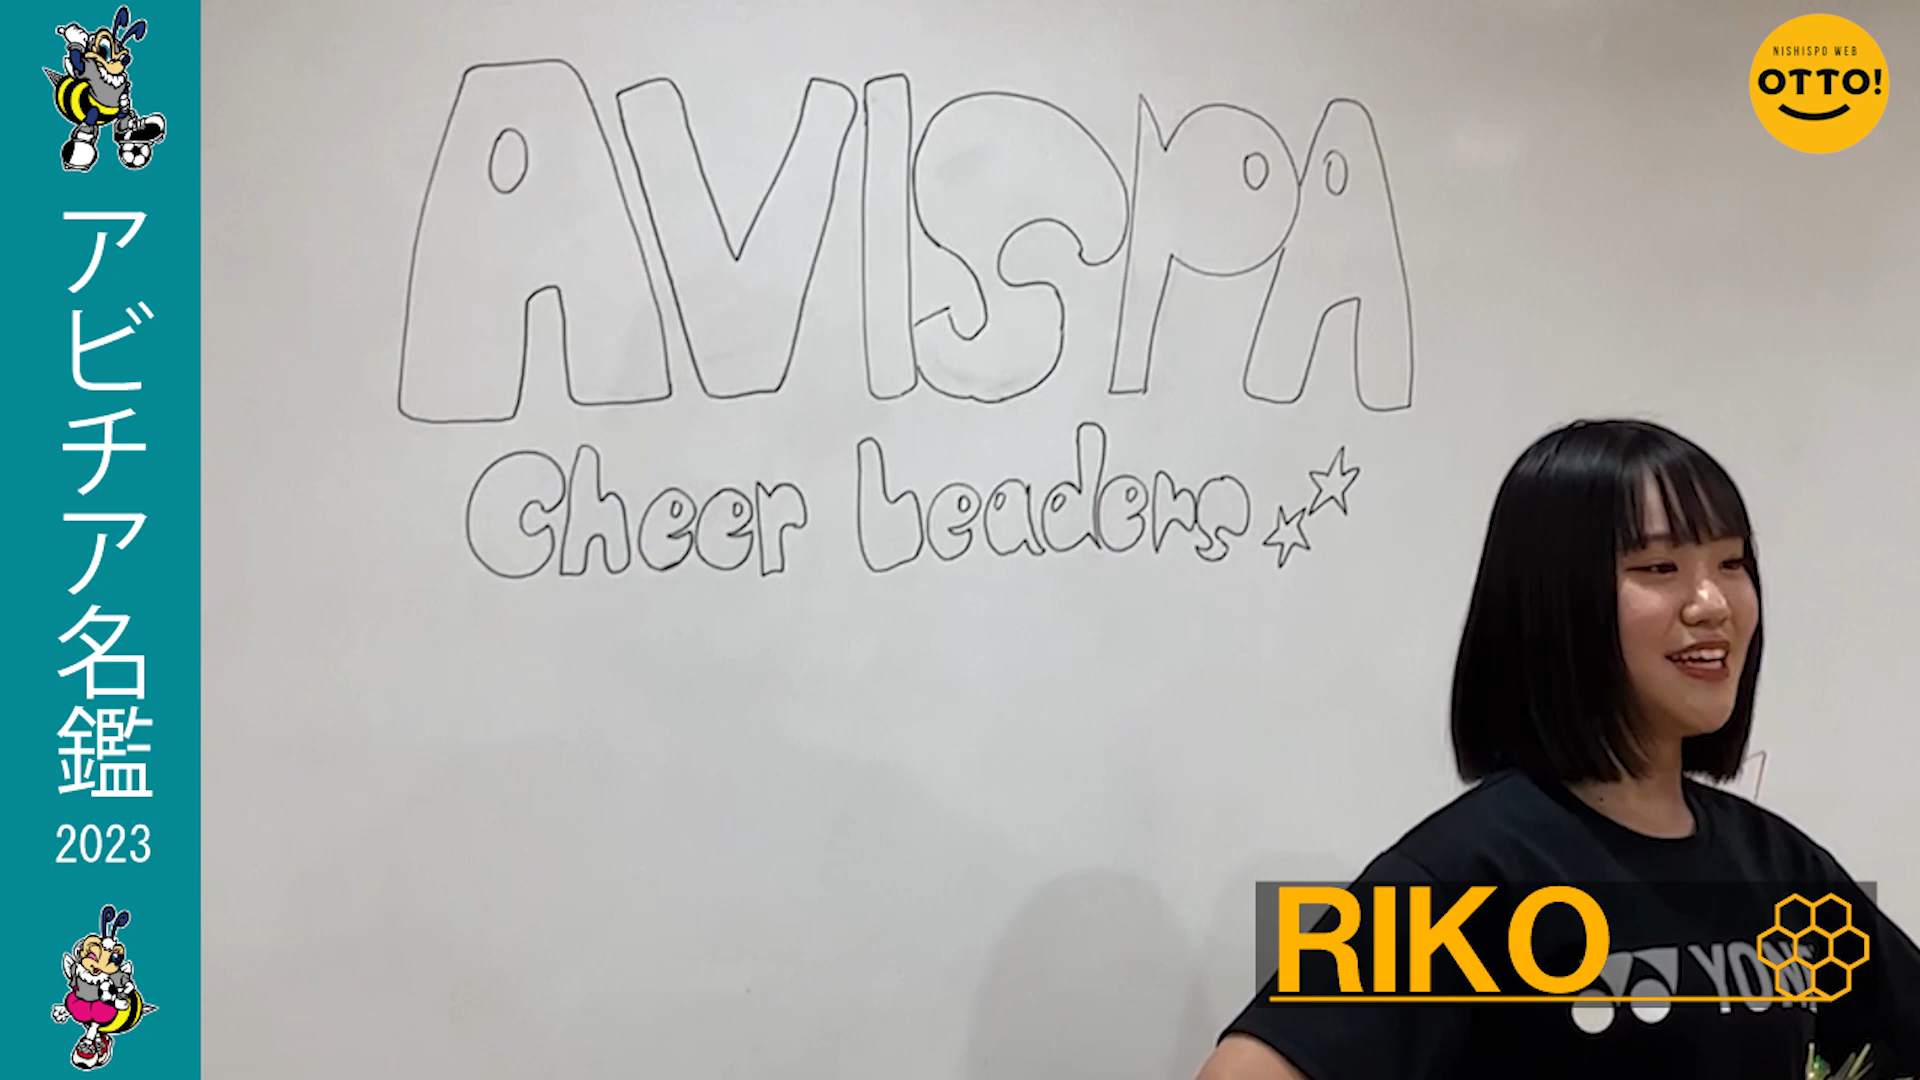 アビチア名鑑
2023
NISHISPO WEB
OTTO!
AVISPA
Cheer Leaders
RIKO